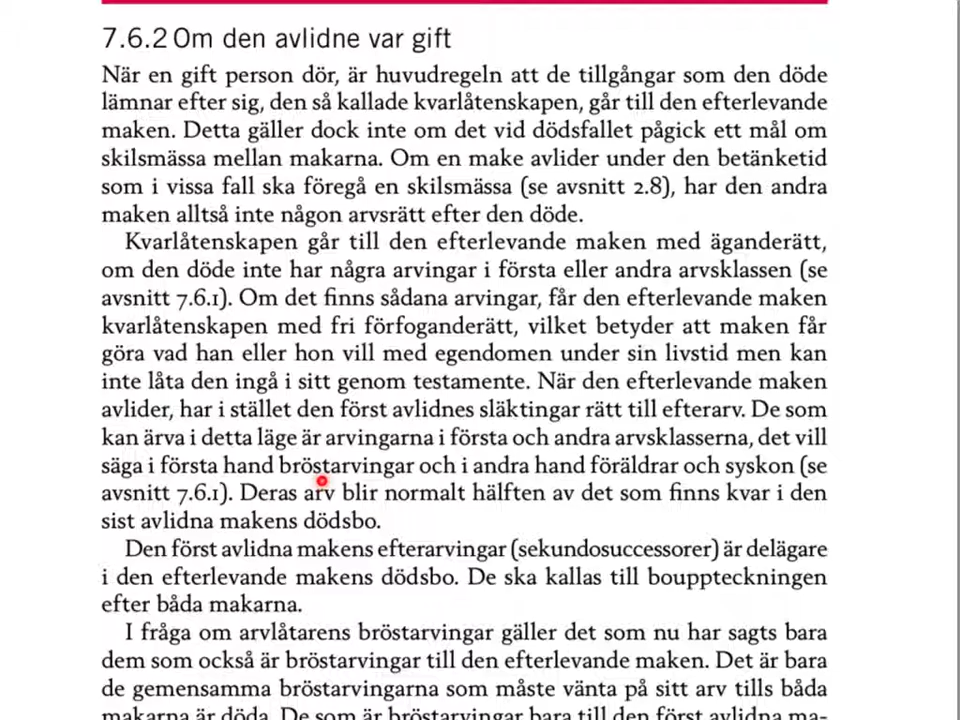 7.6.2 Om den avlidne var gift
När en gift person dör, är huvudregeln att de tillgångar som den döde
lämnar efter sig, den så kallade kvarlåtenskapen, går till den efterlevande
maken. Detta gäller dock inte om det vid dödsfallet pågick ett mål om
skilsmässa mellan makarna. Om en make avlider under den betänketid
som i vissa fall ska föregå en skilsmässa (se avsnitt 2.8), har den andra
maken alltså inte någon arvsrätt efter den döde.
Kvarlåtenskapen går till den efterlevande maken med äganderätt,
om den döde inte har några arvingar i första eller andra arvsklassen (se
avsnitt 7.6.1). Om det finns sådana arvingar, får den efterlevande maken
kvarlåtenskapen med fri förfoganderätt, vilket betyder att maken får
göra vad han eller hon vill med egendomen under sin livstid men kan
inte låta den ingå i sitt genom testamente. När den efterlevande maken
avlider, har i stället den först avlidnes släktingar rätt till efterarv. De som
kan ärva i detta läge är arvingarna i första och andra arvsklasserna, det vill
säga i första hand bröstarvingar och i andra hand föräldrar och syskon (se
avsnitt 7.6.1). Deras arv blir normalt hälften av det som finns kvar i den
sist avlidna makens dödsbo.
Den först avlidna makens efterarvingar (sekundosuccessorer) är delägare
i den efterlevande makens dödsbo. De ska kallas till bouppteckningen
efter båda makarna.
I fråga om arvlåtarens bröstarvingar gäller det som nu har sagts bara
dem som också är bröstarvingar till den efterlevande maken. Det är bara
de gemensamma bröstarvingarna som måste vänta på sitt arv tills båda
makarna är döda. De som är bröstarvingar bara till den först avlidna ma-